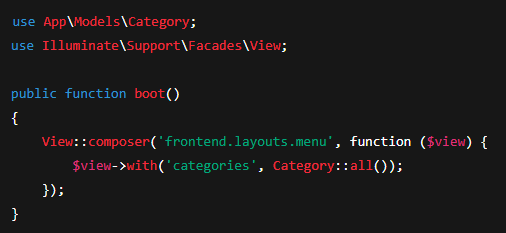 use App\Models\Category;
use Illuminate\Support\Facades\View;
public function boot()
{
View::composer('frontend.layouts.menu', function ($view) {
$view->with('categories', Category::all());
});
}